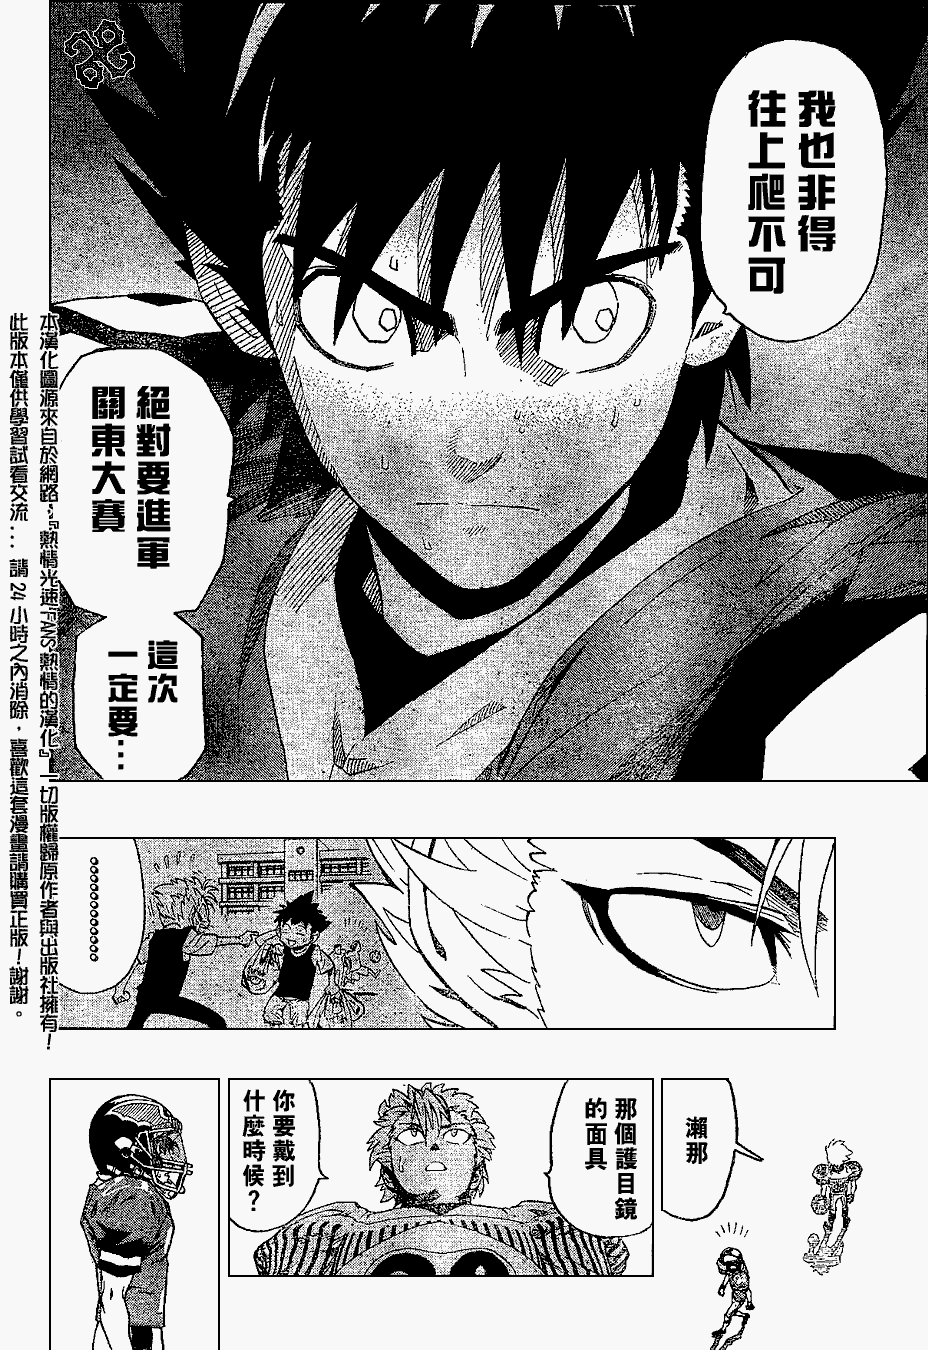 我也非得
往上爬不可
絕對要進軍
關東大賽
這次
一定要…
…………
瀨那
那個護目鏡
的面具
你要戴到
什麼時候?
本漢化圖源來自於網路；『熱情光速FANS熱情的漢化』一切版權歸原作者與出版社擁有！
此版本僅供學習試看交流... 請 24 小時之內消除，喜歡這套漫畫請購買正版！謝謝。